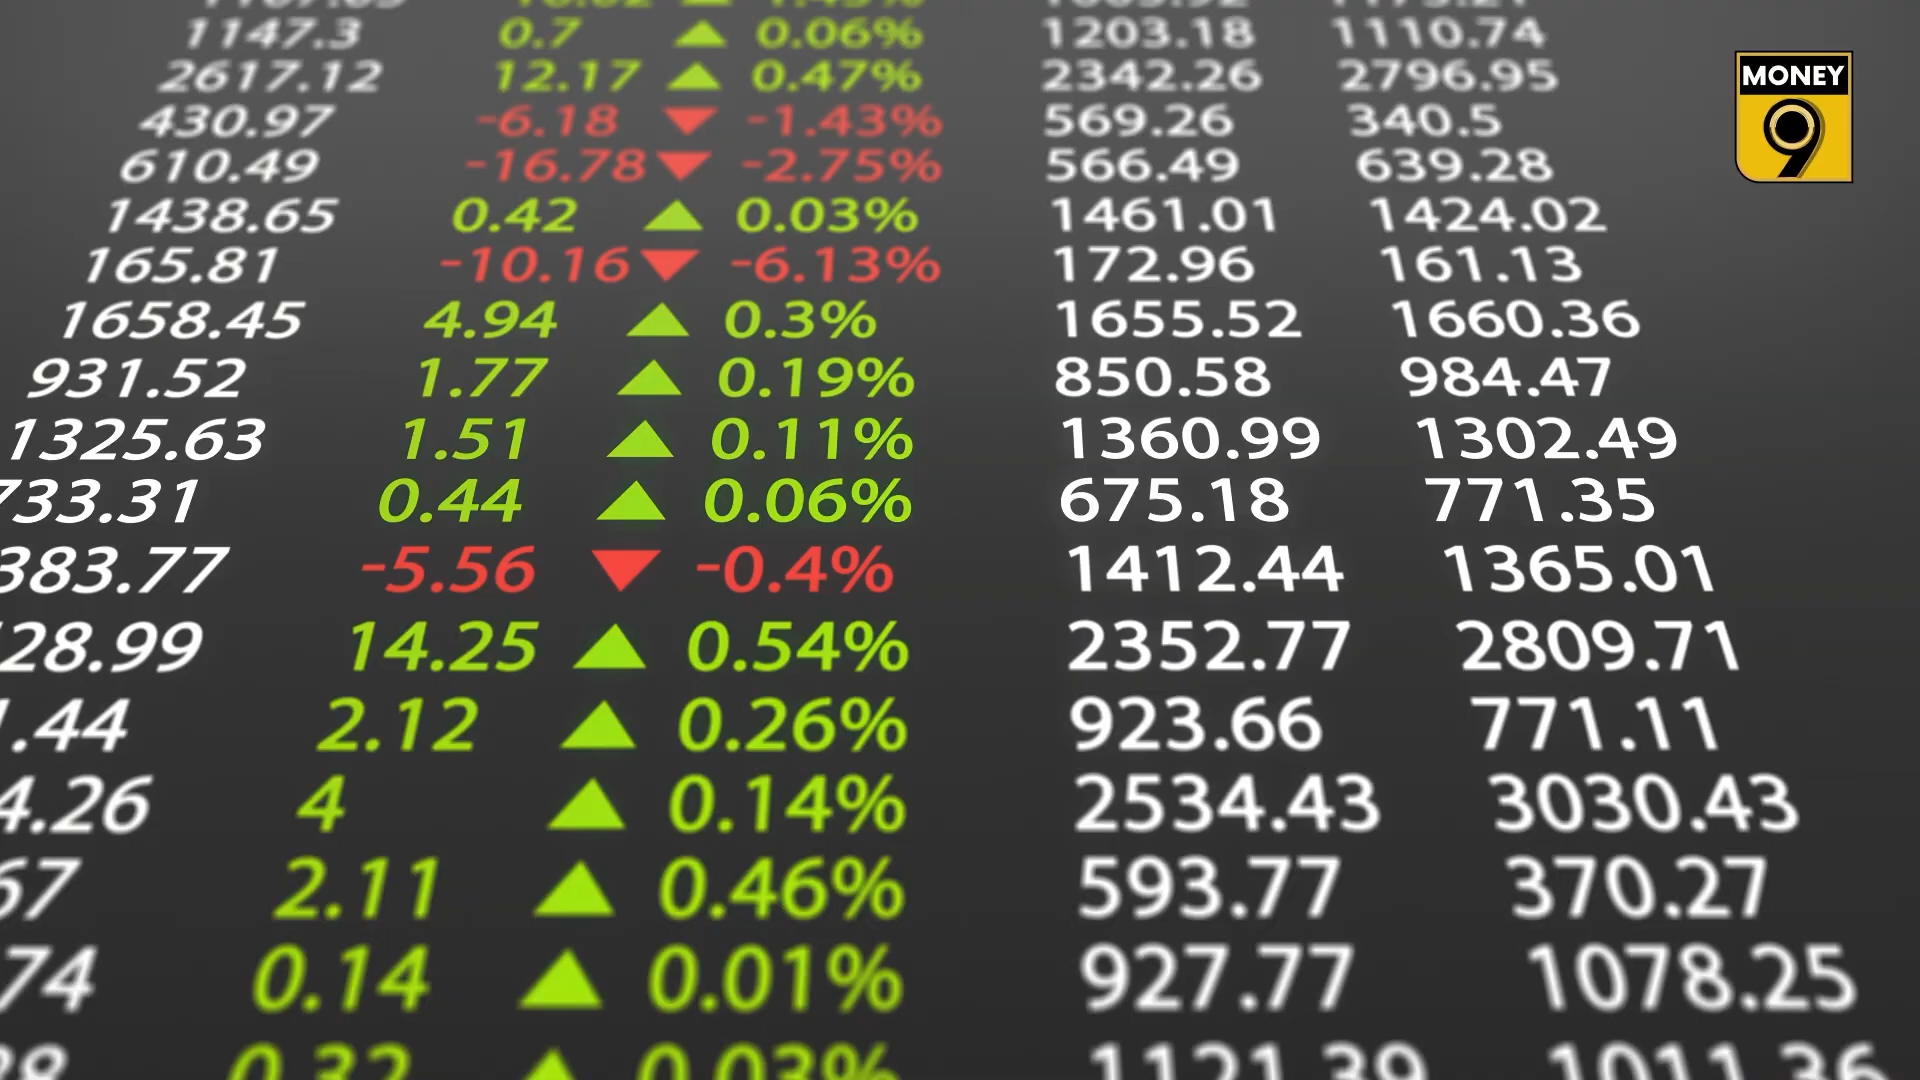 1147.3 0.7 ▲ 0.06% 1203.18 1110.74
2617.12 12.17 ▲ 0.47% 2342.26 2796.95
MONEY
9
430.97 -6.18 ▼ -1.43% 569.26 340.5
610.49 -16.78 ▼ -2.75% 566.49 639.28
1438.65 0.42 ▲ 0.03% 1461.01 1424.02
165.81 -10.16 ▼ -6.13% 172.96 161.13
1658.45 4.94 ▲ 0.3% 1655.52 1660.36
931.52 1.77 ▲ 0.19% 850.58 984.47
1325.63 1.51 ▲ 0.11% 1360.99 1302.49
733.31 0.44 ▲ 0.06% 675.18 771.35
383.77 -5.56 ▼ -0.4% 1412.44 1365.01
28.99 14.25 ▲ 0.54% 2352.77 2809.71
.44 2.12 ▲ 0.26% 923.66 771.11
4.26 4 ▲ 0.14% 2534.43 3030.43
67 2.11 ▲ 0.46% 593.77 370.27
74 0.14 ▲ 0.01% 927.77 1078.25
0.32 ▲ 0.03% 1121.39 1011.36